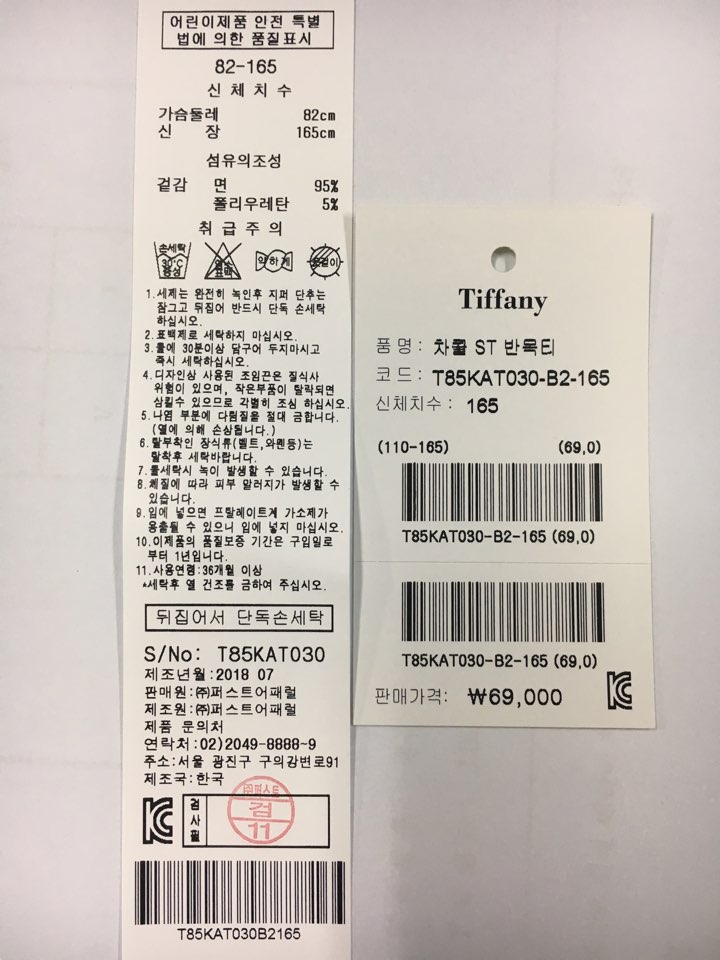 어린이제품 안전 특별
법에 의한 품질표시
82-165
신 체 치 수
가슴둘레 82cm
신 장 165cm
섬유의조성
겉감 면 95%
폴리우레탄 5%
취 급 주 의
손세탁
30℃
중성
염소
표백
약하게
옷걸이
1.세제는 완전히 녹인후 지퍼 단추는
잠그고 뒤집어 반드시 단독 손세탁
하십시오.
2.표백제로 세탁하지 마십시오.
3.물에 30분이상 담구어 두지마시고
즉시 세탁하십시오.
4.디자인상 사용된 조임끈은 질식사
위험이 있으며, 작은부품이 탈락되면
삼킬수 있으므로 각별히 조심 하십시오.
5.나염 부분에 다림질을 절대 금합니다.
(열에 의해 손상됩니다.)
6.탈부착인 장식류(벨트,와펜등)는
탈착후 세탁바랍니다.
7.물세탁시 녹이 발생할 수 있습니다.
8.체질에 따라 피부 알러지가 발생할 수
있습니다.
9.입에 넣으면 프탈레이트계 가소제가
용출될 수 있으니 입에 넣지 마십시오.
10.이제품의 품질보증 기간은 구입일로
부터 1년입니다.
11.사용연령:36개월 이상
*세탁후 열 건조를 금하여 주십시오.
뒤집어서 단독손세탁
S/No: T85KAT030
제조년월:2018 07
판매원:㈜퍼스트어패럴
제조원:㈜퍼스트어패럴
제품 문의처
연락처:02)2049-8888~9
주소:서울 광진구 구의강변로91
제조국:한국
KC
검사필
㈜퍼스트
검
11
T85KAT030B2165
Tiffany
품 명: 차콜 ST 반목티
코 드: T85KAT030-B2-165
신체치수: 165
(110-165) (69,0)
T85KAT030-B2-165 (69,0)
T85KAT030-B2-165 (69,0)
판매가격: ₩69,000
KC